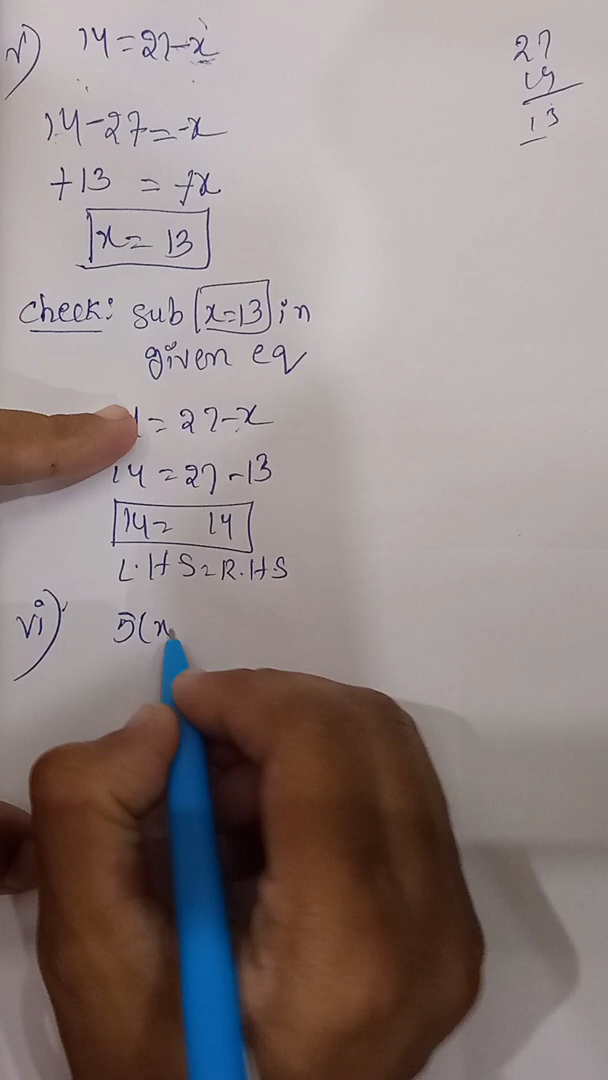 v) 14 = 27 - x
14 - 27 = -x
+13 = +x
x = 13
Check: sub x=13 in
given eq
= 27 - x
14 = 27 - 13
14 = 14
L.H.S = R.H.S
vi) 5(x
27
14
13